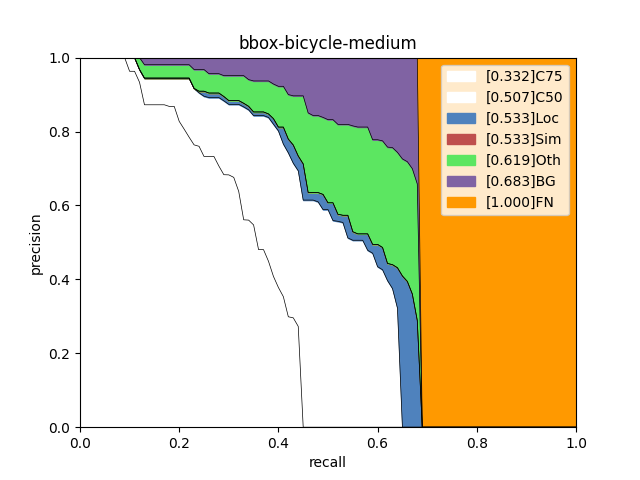 bbox-bicycle-medium
1.0
0.8
0.6
0.4
0.2
0.0
precision
[0.332]C75
[0.507]C50
[0.533]Loc
[0.533]Sim
[0.619]Oth
[0.683]BG
[1.000]FN
0.0 0.2 0.4 0.6 0.8 1.0
recall